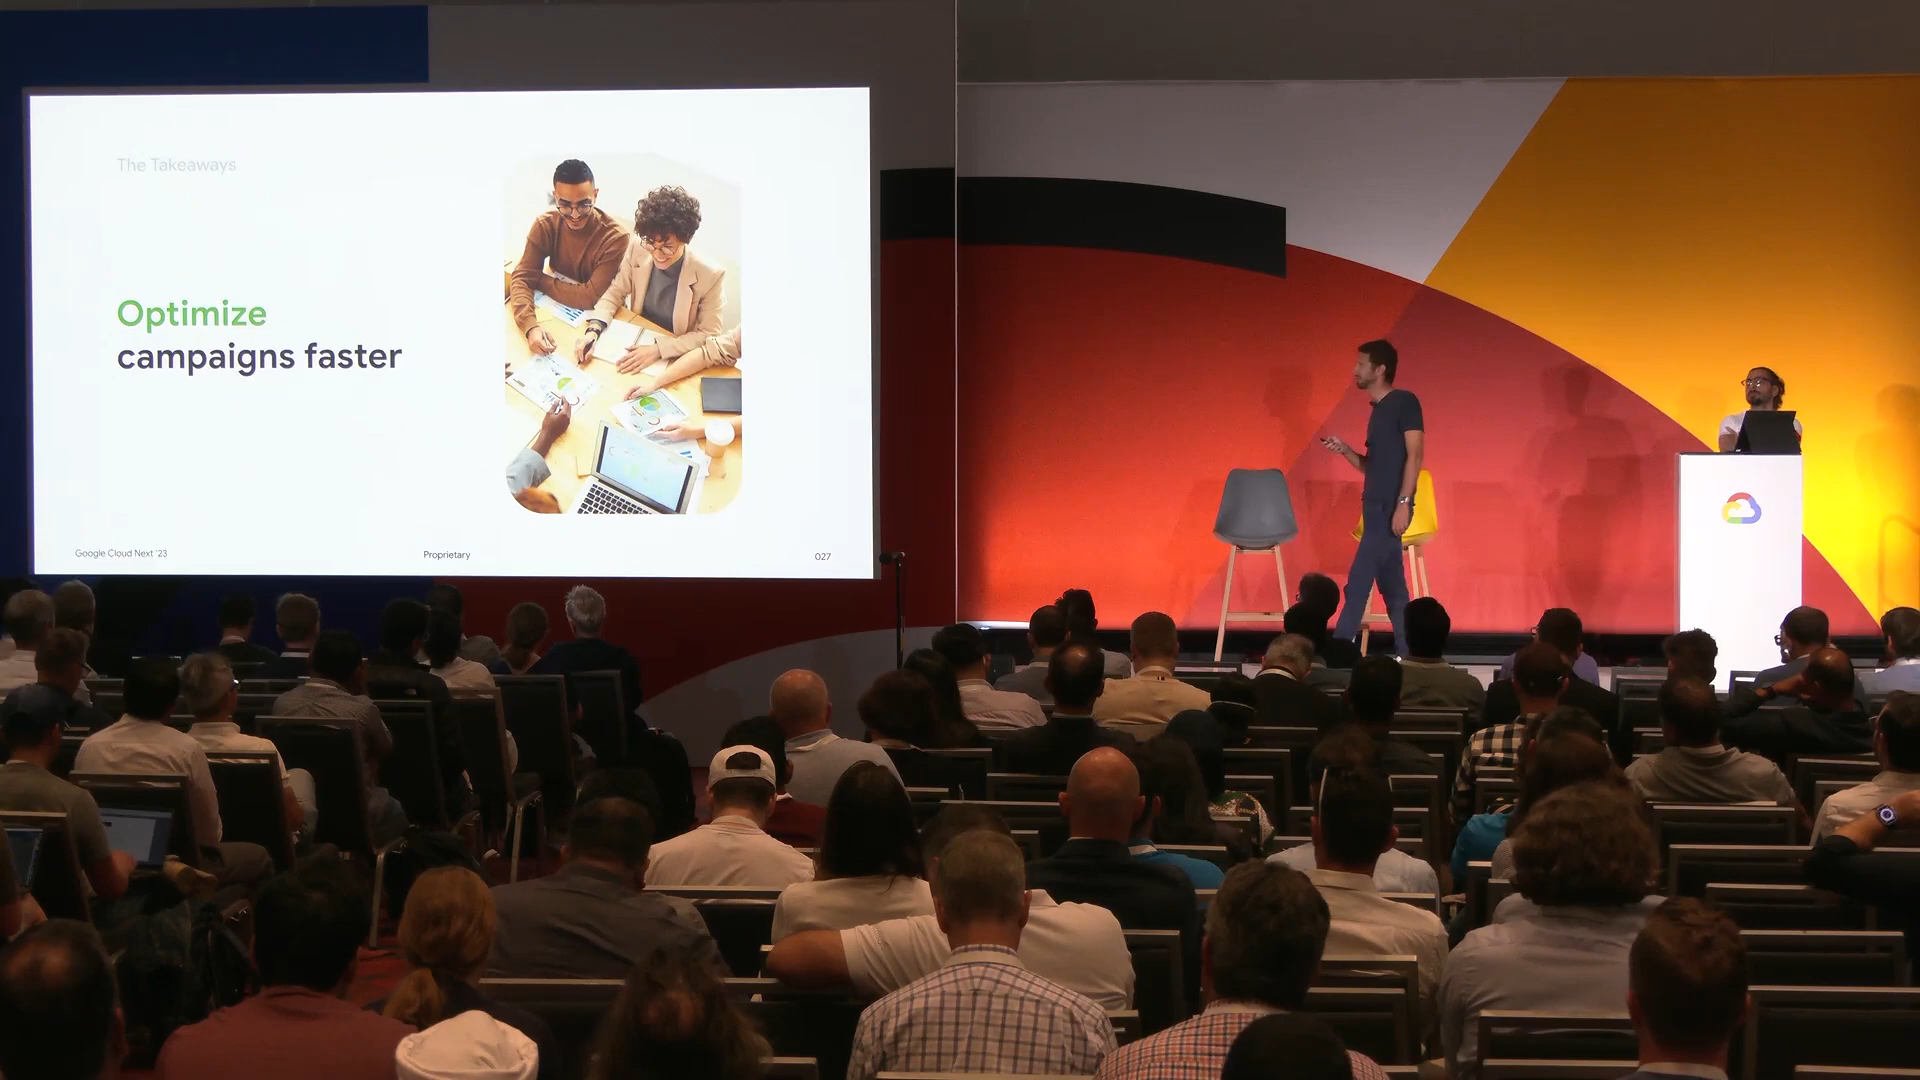 The Takeaways
Optimize
campaigns faster
Google Cloud Next '23
Proprietary
027